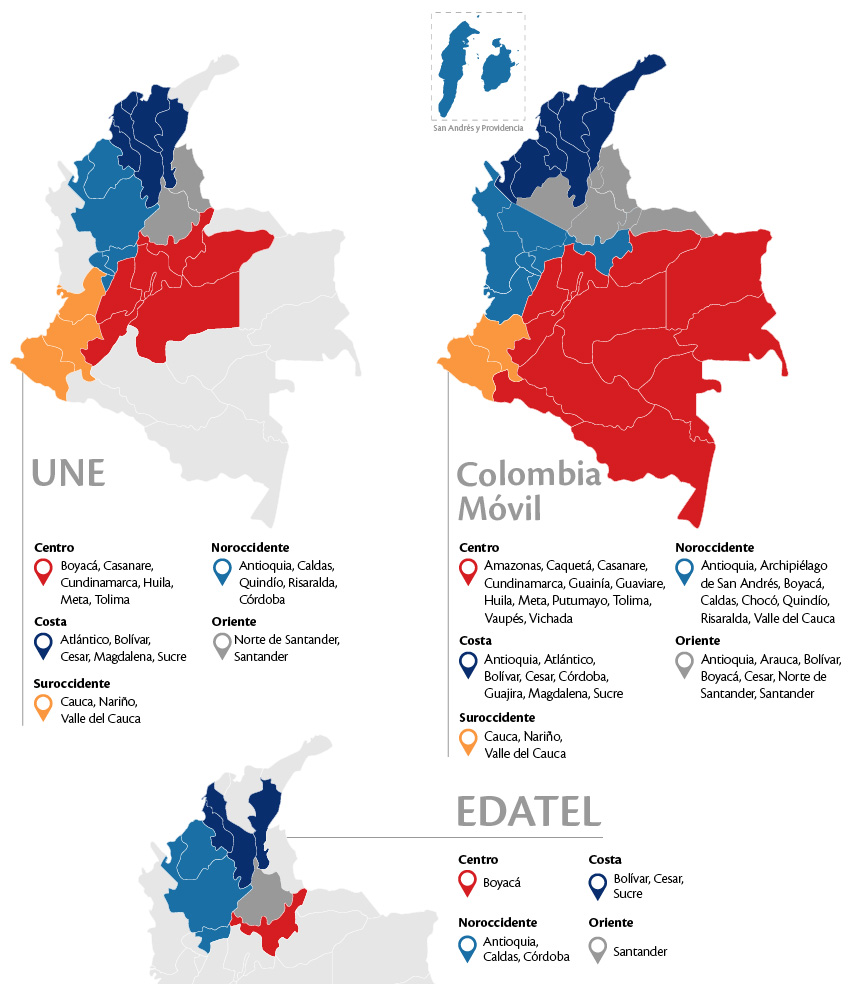 San Andrés y Providencia
UNE
Centro
Boyacá, Casanare,
Cundinamarca, Huila,
Meta, Tolima
Noroccidente
Antioquia, Caldas,
Quindío, Risaralda,
Córdoba
Costa
Atlántico, Bolívar,
Cesar, Magdalena, Sucre
Oriente
Norte de Santander,
Santander
Suroccidente
Cauca, Nariño,
Valle del Cauca
Colombia
Móvil
Centro
Amazonas, Caquetá, Casanare,
Cundinamarca, Guainía, Guaviare,
Huila, Meta, Putumayo, Tolima,
Vaupés, Vichada
Noroccidente
Antioquia, Archipiélago
de San Andrés, Boyacá,
Caldas, Chocó, Quindío,
Risaralda, Valle del Cauca
Costa
Antioquia, Atlántico,
Bolívar, Cesar, Córdoba,
Guajira, Magdalena, Sucre
Oriente
Antioquia, Arauca, Bolívar,
Boyacá, Cesar, Norte de
Santander, Santander
Suroccidente
Cauca, Nariño,
Valle del Cauca
EDATEL
Centro
Boyacá
Costa
Bolívar, Cesar,
Sucre
Noroccidente
Antioquia,
Caldas, Córdoba
Oriente
Santander